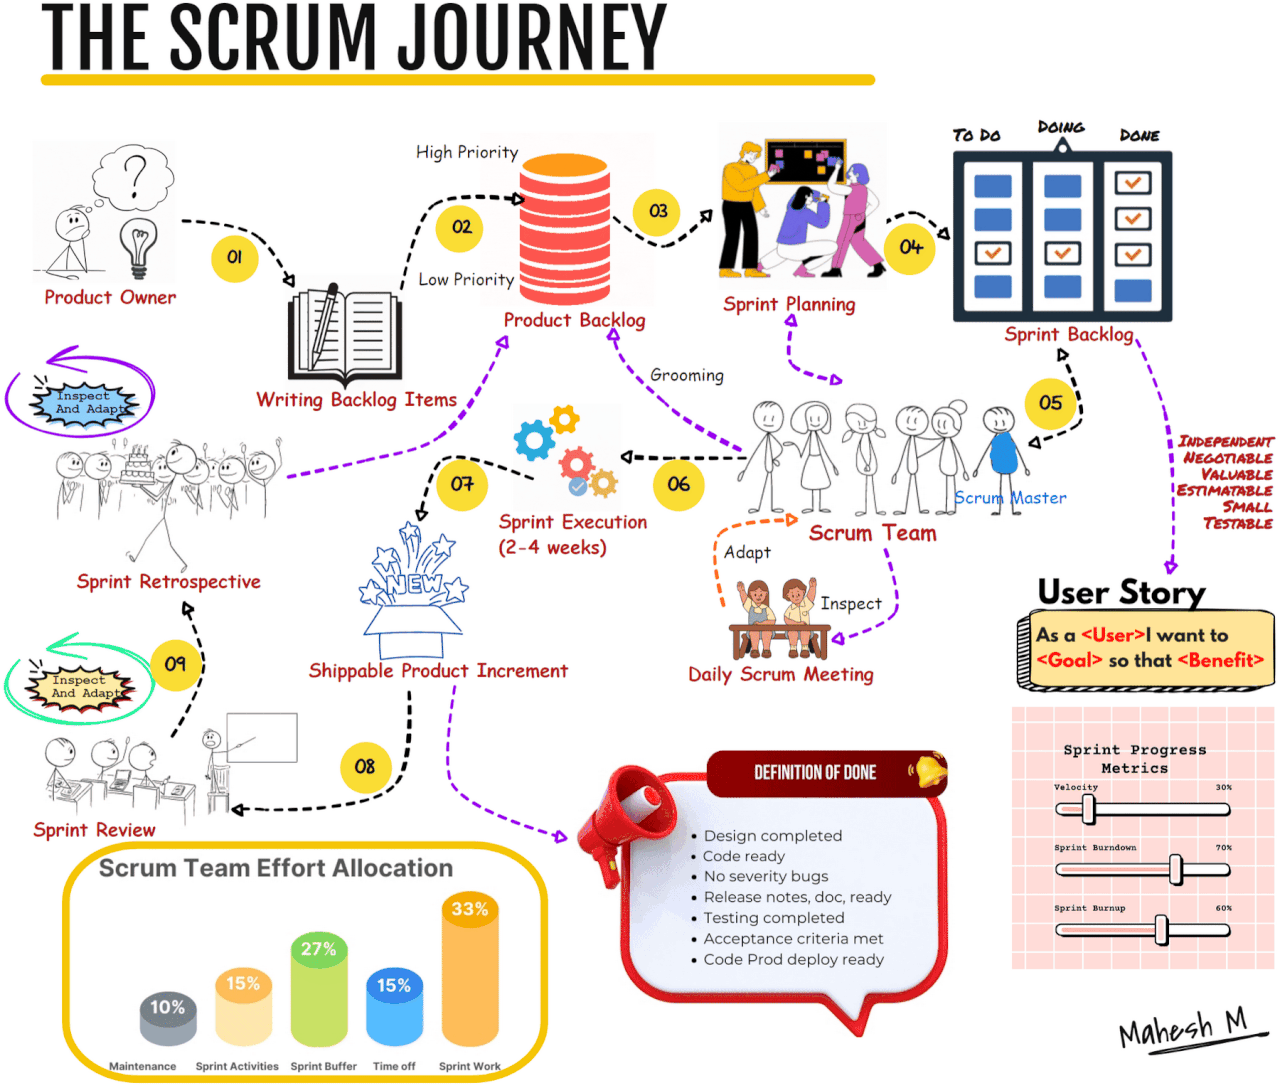 THE SCRUM JOURNEY
?
Product Owner
01
Writing Backlog Items
02
High Priority
Low Priority
Product Backlog
03
Sprint Planning
04
To Do
Doing
Done
Sprint Backlog
05
Grooming
Scrum Master
Scrum Team
Adapt
Inspect
Daily Scrum Meeting
06
Sprint Execution
(2-4 weeks)
07
NEW
Shippable Product Increment
08
Sprint Review
09
Inspect
And Adapt
Sprint Retrospective
Inspect
And Adapt
Independent
Negotiable
Valuable
Estimatable
Small
Testable
User Story
As a <User>I want to
<Goal> so that <Benefit>
Sprint Progress
Metrics
Velocity 30%
Sprint Burndown 70%
Sprint Burnup 60%
DEFINITION OF DONE
• Design completed
• Code ready
• No severity bugs
• Release notes, doc, ready
• Testing completed
• Acceptance criteria met
• Code Prod deploy ready
Scrum Team Effort Allocation
10%
15%
27%
15%
33%
Maintenance
Sprint Activities
Sprint Buffer
Time off
Sprint Work
Mahesh M